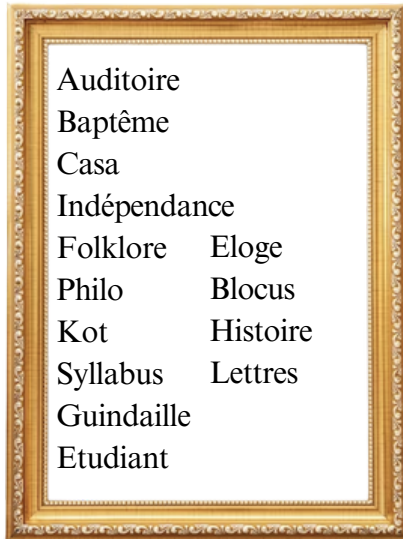 Auditoire
Baptême
Casa
Indépendance
Folklore
Philo
Kot
Syllabus
Guindaille
Etudiant
Eloge
Blocus
Histoire
Lettres